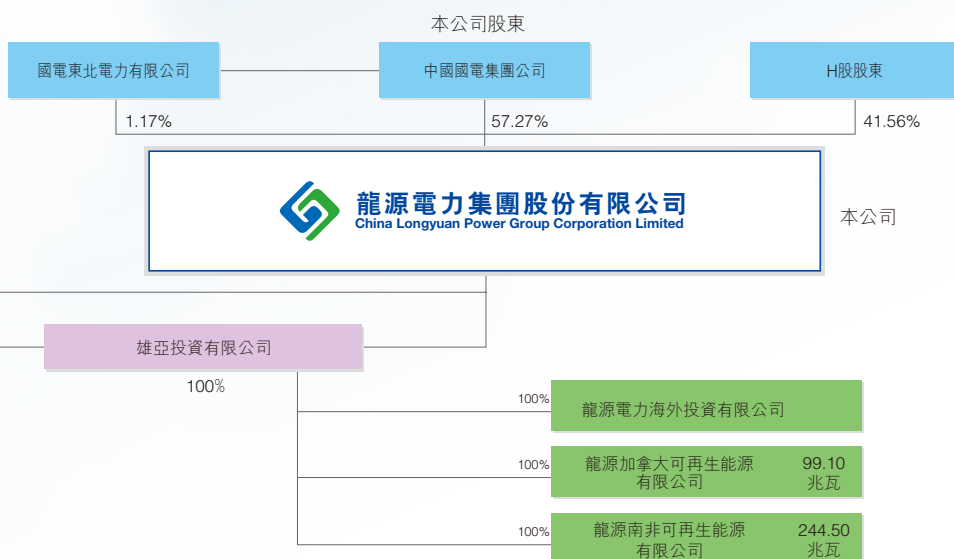 本公司股東
國電東北電力有限公司
中國國電集團公司
H股股東
1.17%
57.27%
41.56%
龍源電力集團股份有限公司
China Longyuan Power Group Corporation Limited
本公司
雄亞投資有限公司
100%
100%
龍源電力海外投資有限公司
100%
龍源加拿大可再生能源
有限公司
99.10
兆瓦
100%
龍源南非可再生能源
有限公司
244.50
兆瓦